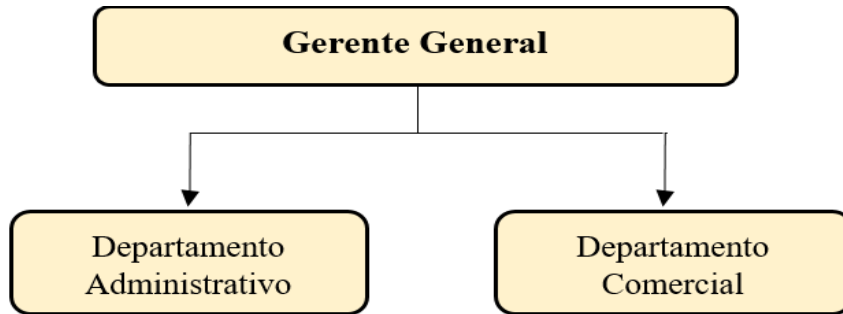 Gerente General
Departamento
Administrativo
Departamento
Comercial